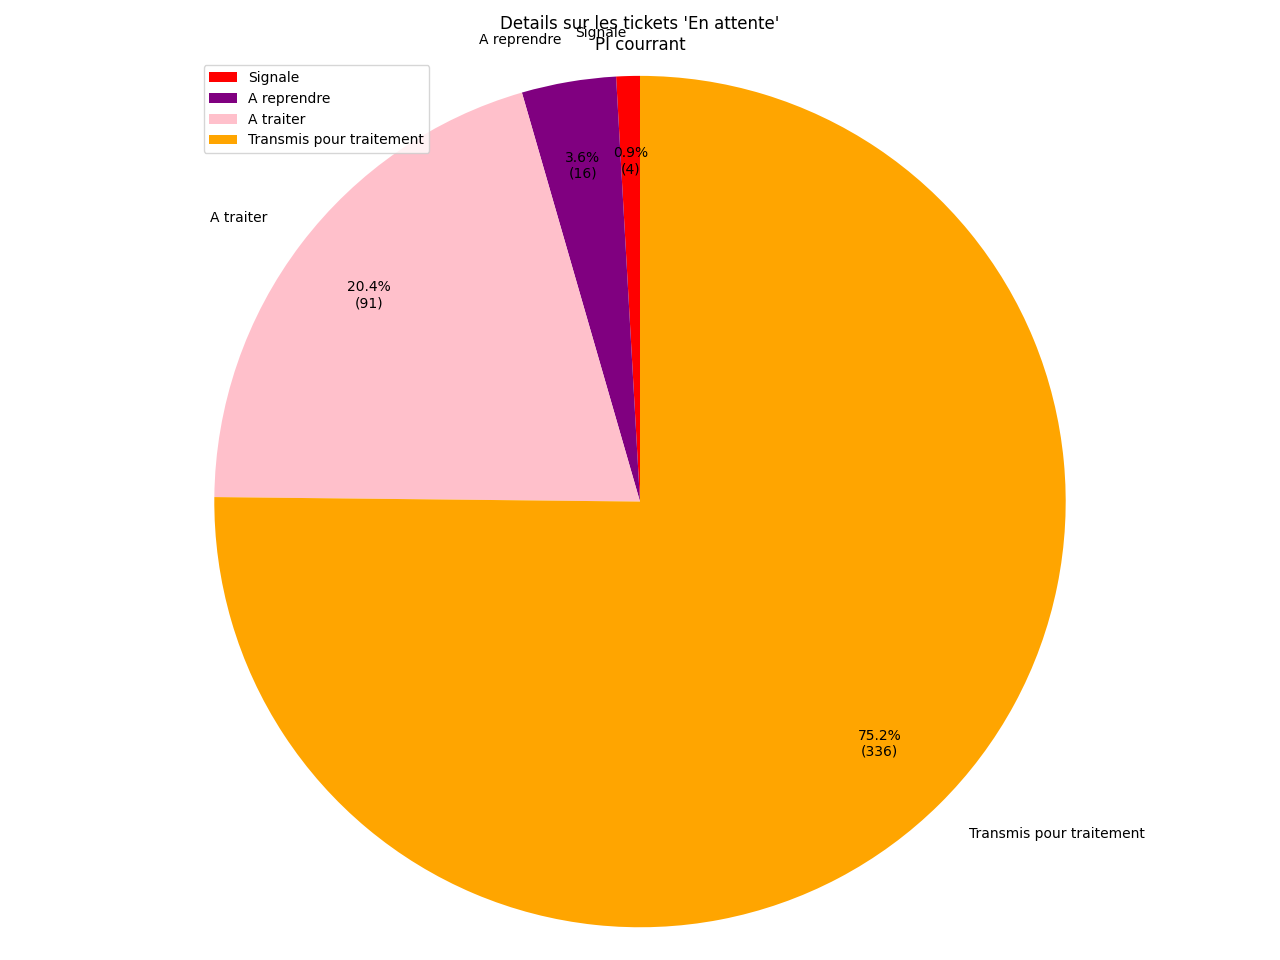 Details sur les tickets 'En attente'
PI courrant
Signale
A reprendre
Signale
A reprendre
A traiter
Transmis pour traitement
0.9%
(4)
3.6%
(16)
A traiter
20.4%
(91)
75.2%
(336)
Transmis pour traitement